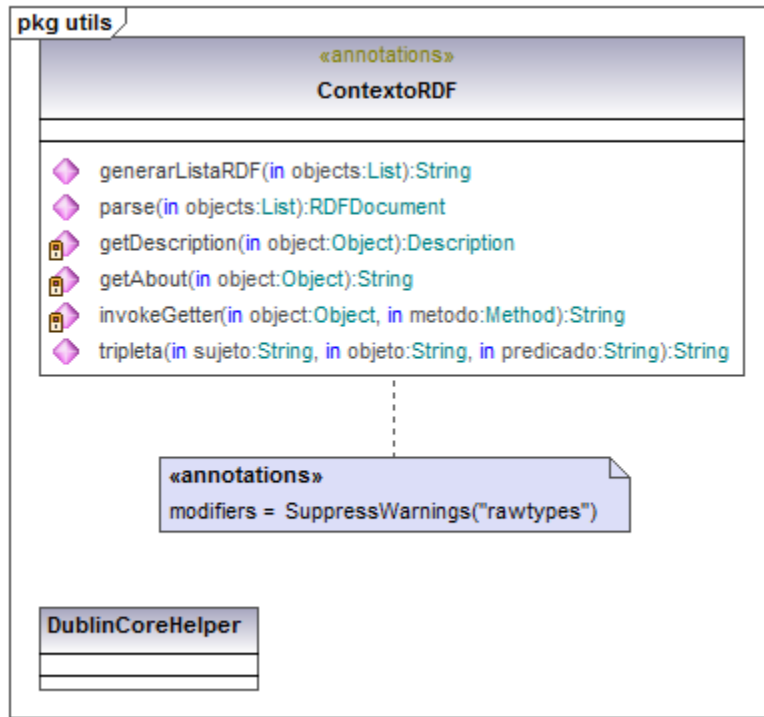 pkg utils
«annotations»
ContextoRDF
generarListaRDF(in objects:List):String
parse(in objects:List):RDFDocument
getDescription(in object:Object):Description
getAbout(in object:Object):String
invokeGetter(in object:Object, in metodo:Method):String
tripleta(in sujeto:String, in objeto:String, in predicado:String):String
«annotations»
modifiers = SuppressWarnings("rawtypes")
DublinCoreHelper